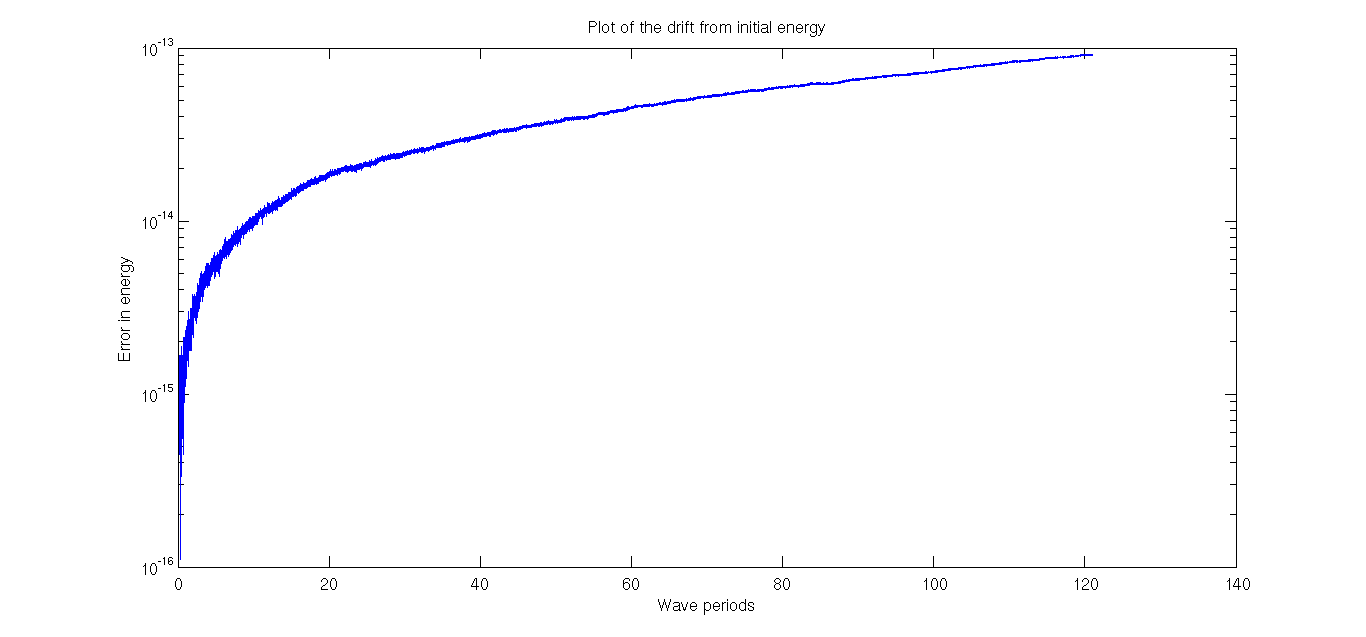 Plot of the drift from initial energy
10^-13
10^-14
10^-15
10^-16
Error in energy
0 20 40 60 80 100 120 140
Wave periods